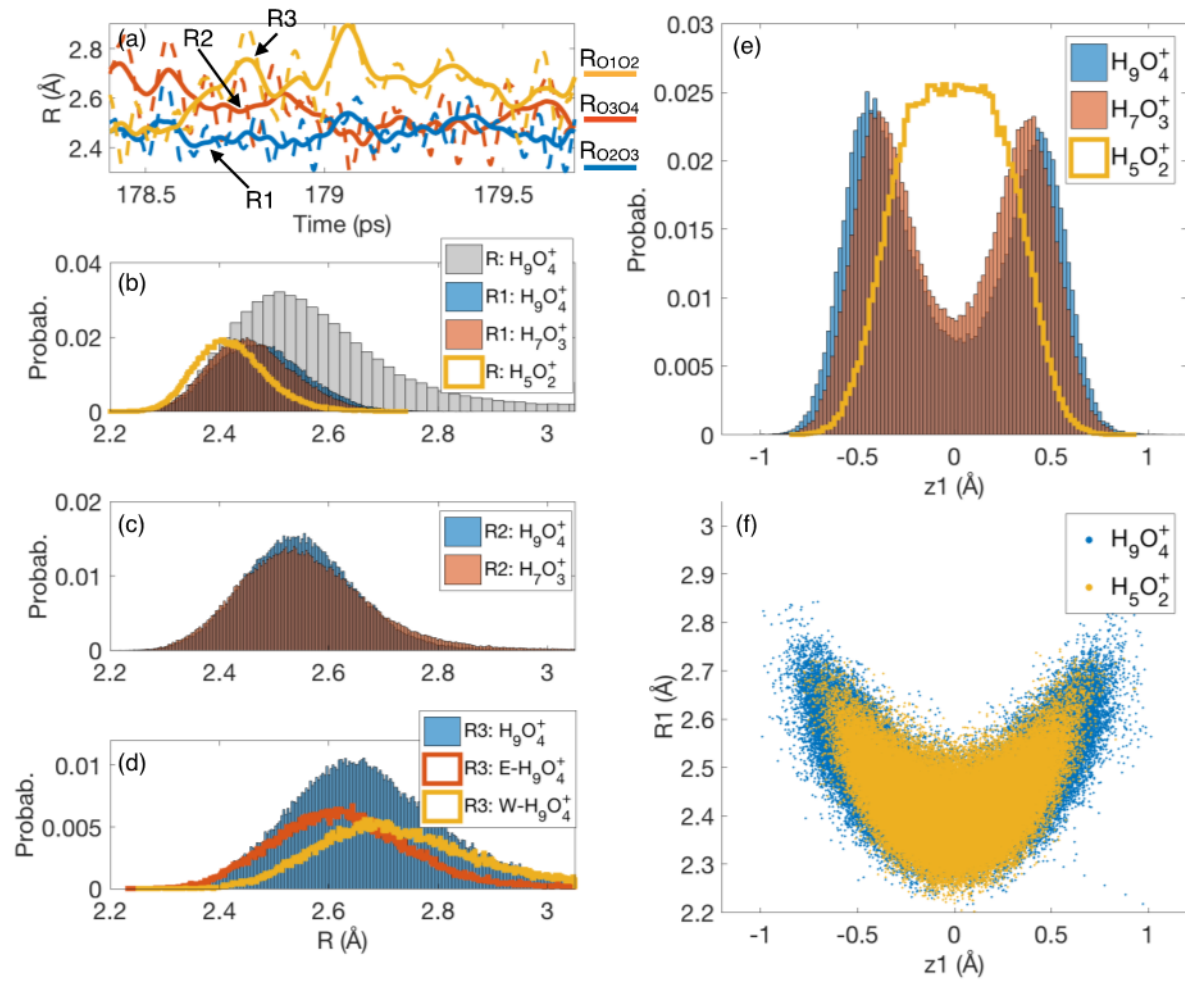 (a)
R3
R2
R1
R (Å)
2.8
2.6
2.4
178.5
179
179.5
Time (ps)
R_O1O2
R_O3O4
R_O2O3
(b)
Probab.
0.04
0.02
0
2.2
2.4
2.6
2.8
3
R: H₉O₄⁺
R1: H₉O₄⁺
R1: H₇O₃⁺
R: H₅O₂⁺
(c)
Probab.
0.02
0.01
0
2.2
2.4
2.6
2.8
3
R2: H₉O₄⁺
R2: H₇O₃⁺
(d)
Probab.
0.01
0.005
0
2.2
2.4
2.6
2.8
3
R (Å)
R3: H₉O₄⁺
R3: E-H₉O₄⁺
R3: W-H₉O₄⁺
(e)
Probab.
0.03
0.025
0.02
0.015
0.01
0.005
0
-1
-0.5
0
0.5
1
z1 (Å)
H₉O₄⁺
H₇O₃⁺
H₅O₂⁺
(f)
R1 (Å)
3
2.9
2.8
2.7
2.6
2.5
2.4
2.3
2.2
-1
-0.5
0
0.5
1
z1 (Å)
H₉O₄⁺
H₅O₂⁺